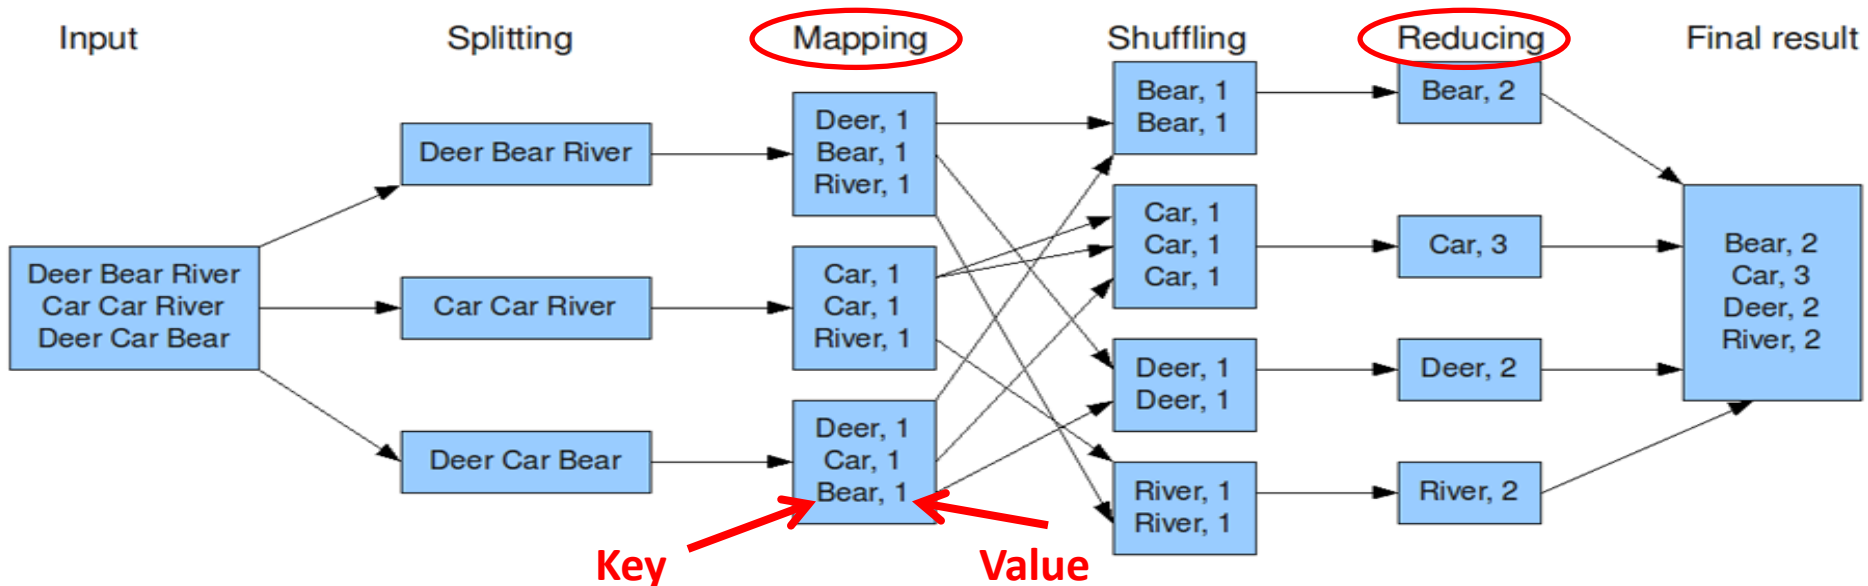 Input
Splitting
Mapping
Shuffling
Reducing
Final result
Deer Bear River
Car Car River
Deer Car Bear
Deer Bear River
Car Car River
Deer Car Bear
Deer, 1
Bear, 1
River, 1
Car, 1
Car, 1
River, 1
Deer, 1
Car, 1
Bear, 1
Key
Value
Bear, 1
Bear, 1
Car, 1
Car, 1
Car, 1
Deer, 1
Deer, 1
River, 1
River, 1
Bear, 2
Car, 3
Deer, 2
River, 2
Bear, 2
Car, 3
Deer, 2
River, 2